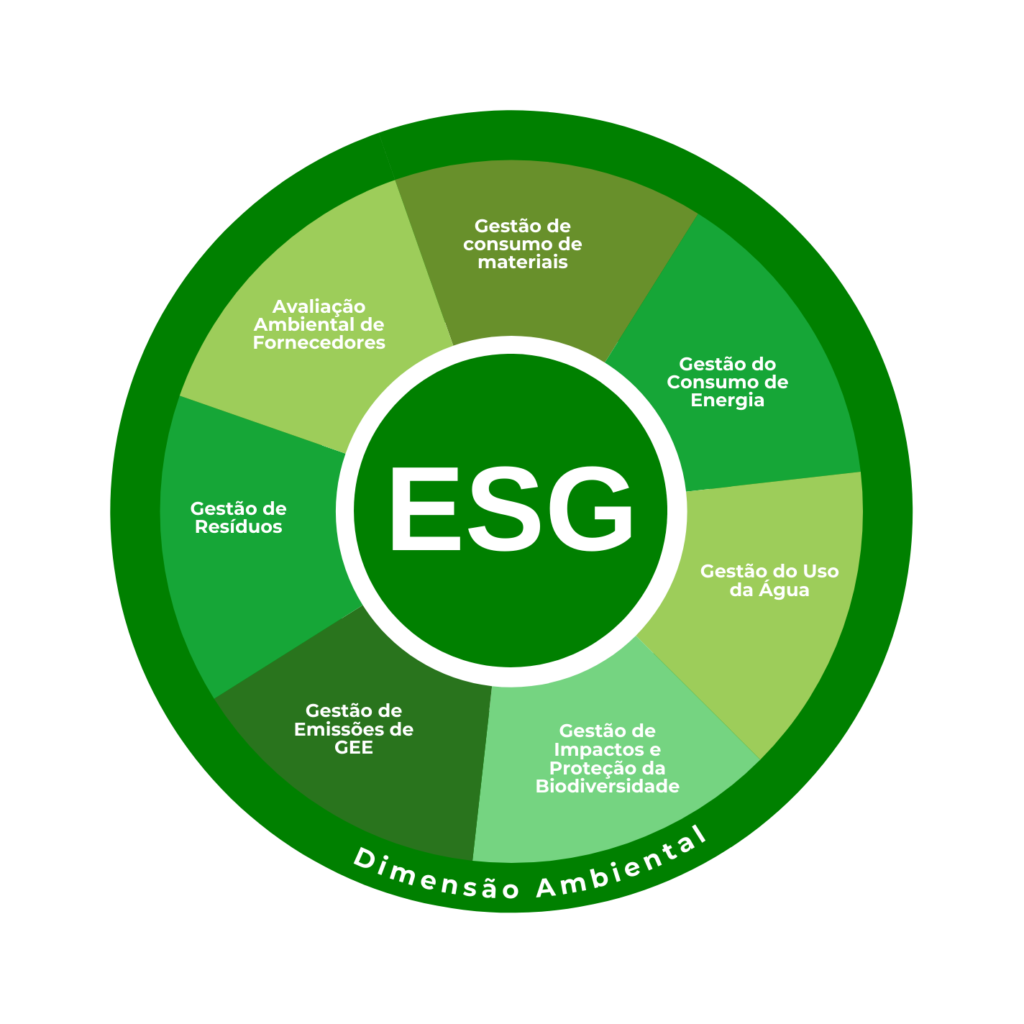 Gestão de
consumo de
materiais
Gestão do
Consumo de
Energia
Gestão do Uso
da Água
Gestão de
Impactos e
Proteção da
Biodiversidade
Gestão de
Emissões de
GEE
Gestão de
Resíduos
Avaliação
Ambiental de
Fornecedores
ESG
Dimensão Ambiental